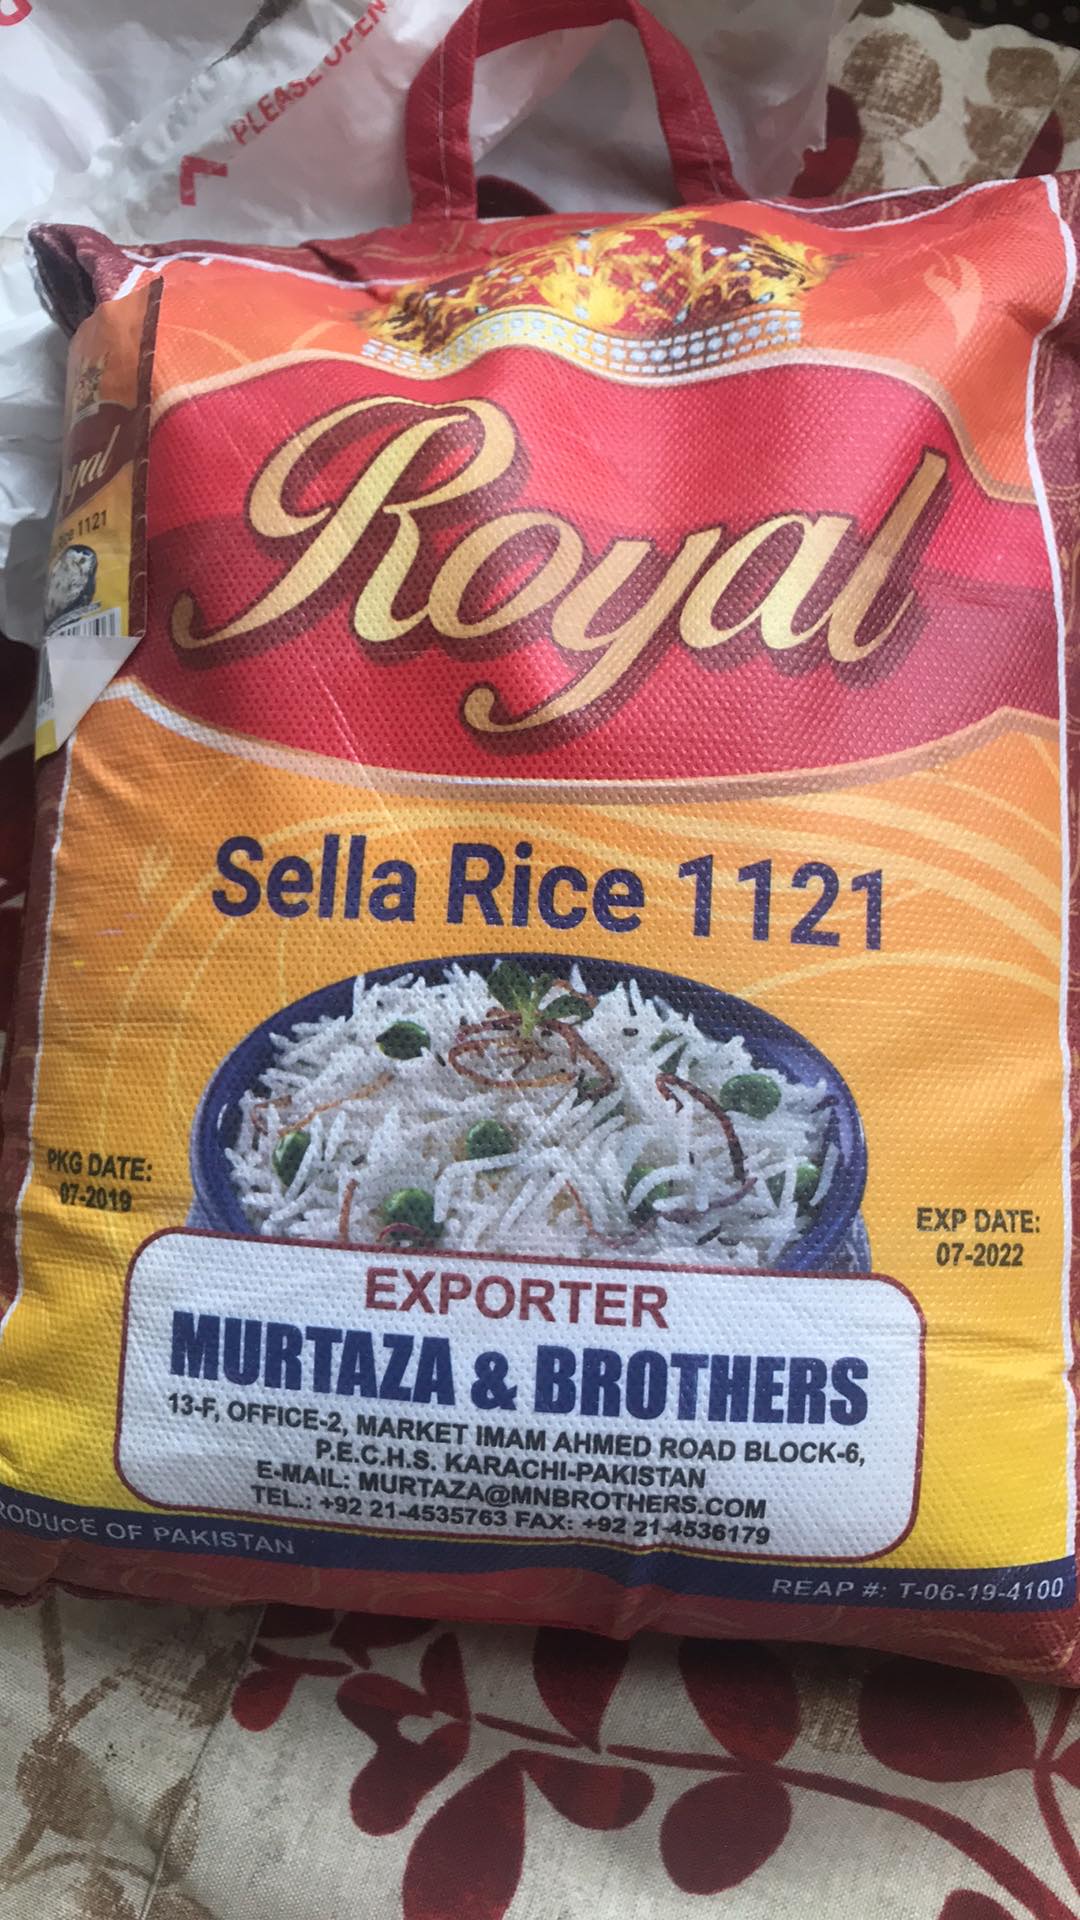 PLEASE OPEN
Royal
Sella Rice 1121
1121
PKG DATE:
07-2019
EXP DATE:
07-2022
EXPORTER
MURTAZA & BROTHERS
13-F, OFFICE-2, MARKET IMAM AHMED ROAD BLOCK-6,
P.E.C.H.S. KARACHI-PAKISTAN
E-MAIL: MURTAZA@MNBROTHERS.COM
TEL.: +92 21-4535763 FAX: +92 21-4536179
OF PAKISTAN
REAP #: T-06-19-4100